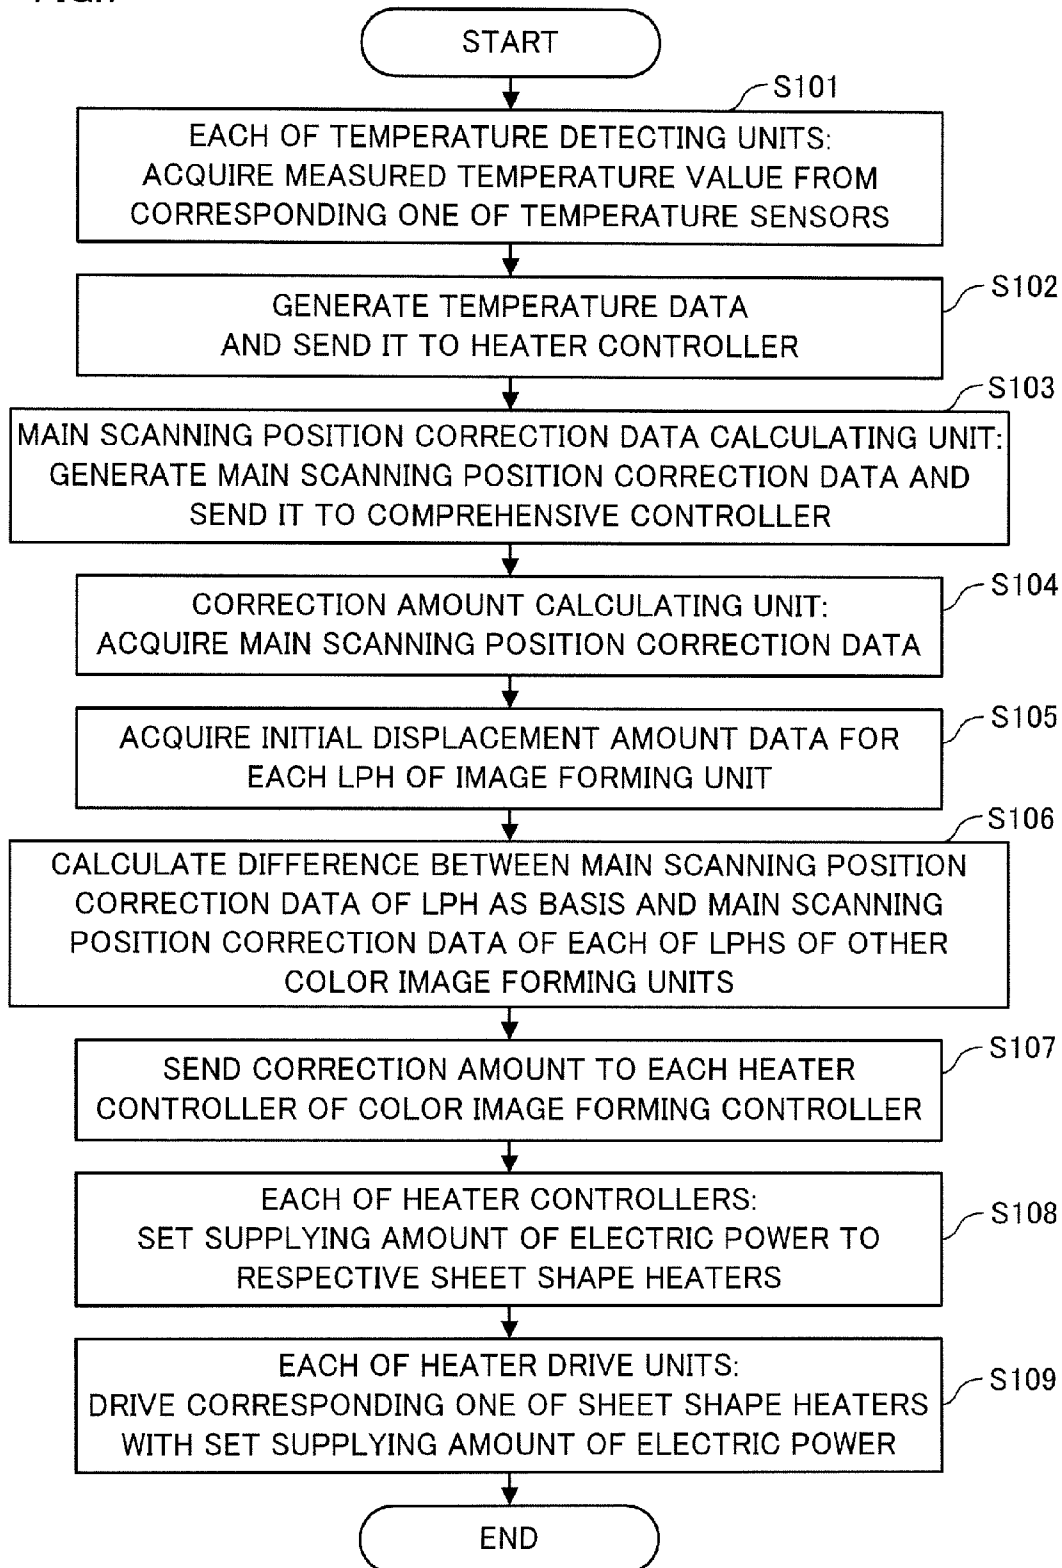 START
S101
EACH OF TEMPERATURE DETECTING UNITS:
ACQUIRE MEASURED TEMPERATURE VALUE FROM
CORRESPONDING ONE OF TEMPERATURE SENSORS
S102
GENERATE TEMPERATURE DATA
AND SEND IT TO HEATER CONTROLLER
S103
MAIN SCANNING POSITION CORRECTION DATA CALCULATING UNIT:
GENERATE MAIN SCANNING POSITION CORRECTION DATA AND
SEND IT TO COMPREHENSIVE CONTROLLER
S104
CORRECTION AMOUNT CALCULATING UNIT:
ACQUIRE MAIN SCANNING POSITION CORRECTION DATA
S105
ACQUIRE INITIAL DISPLACEMENT AMOUNT DATA FOR
EACH LPH OF IMAGE FORMING UNIT
S106
CALCULATE DIFFERENCE BETWEEN MAIN SCANNING POSITION
CORRECTION DATA OF LPH AS BASIS AND MAIN SCANNING
POSITION CORRECTION DATA OF EACH OF LPHS OF OTHER
COLOR IMAGE FORMING UNITS
S107
SEND CORRECTION AMOUNT TO EACH HEATER
CONTROLLER OF COLOR IMAGE FORMING CONTROLLER
S108
EACH OF HEATER CONTROLLERS:
SET SUPPLYING AMOUNT OF ELECTRIC POWER TO
RESPECTIVE SHEET SHAPE HEATERS
S109
EACH OF HEATER DRIVE UNITS:
DRIVE CORRESPONDING ONE OF SHEET SHAPE HEATERS
WITH SET SUPPLYING AMOUNT OF ELECTRIC POWER
END